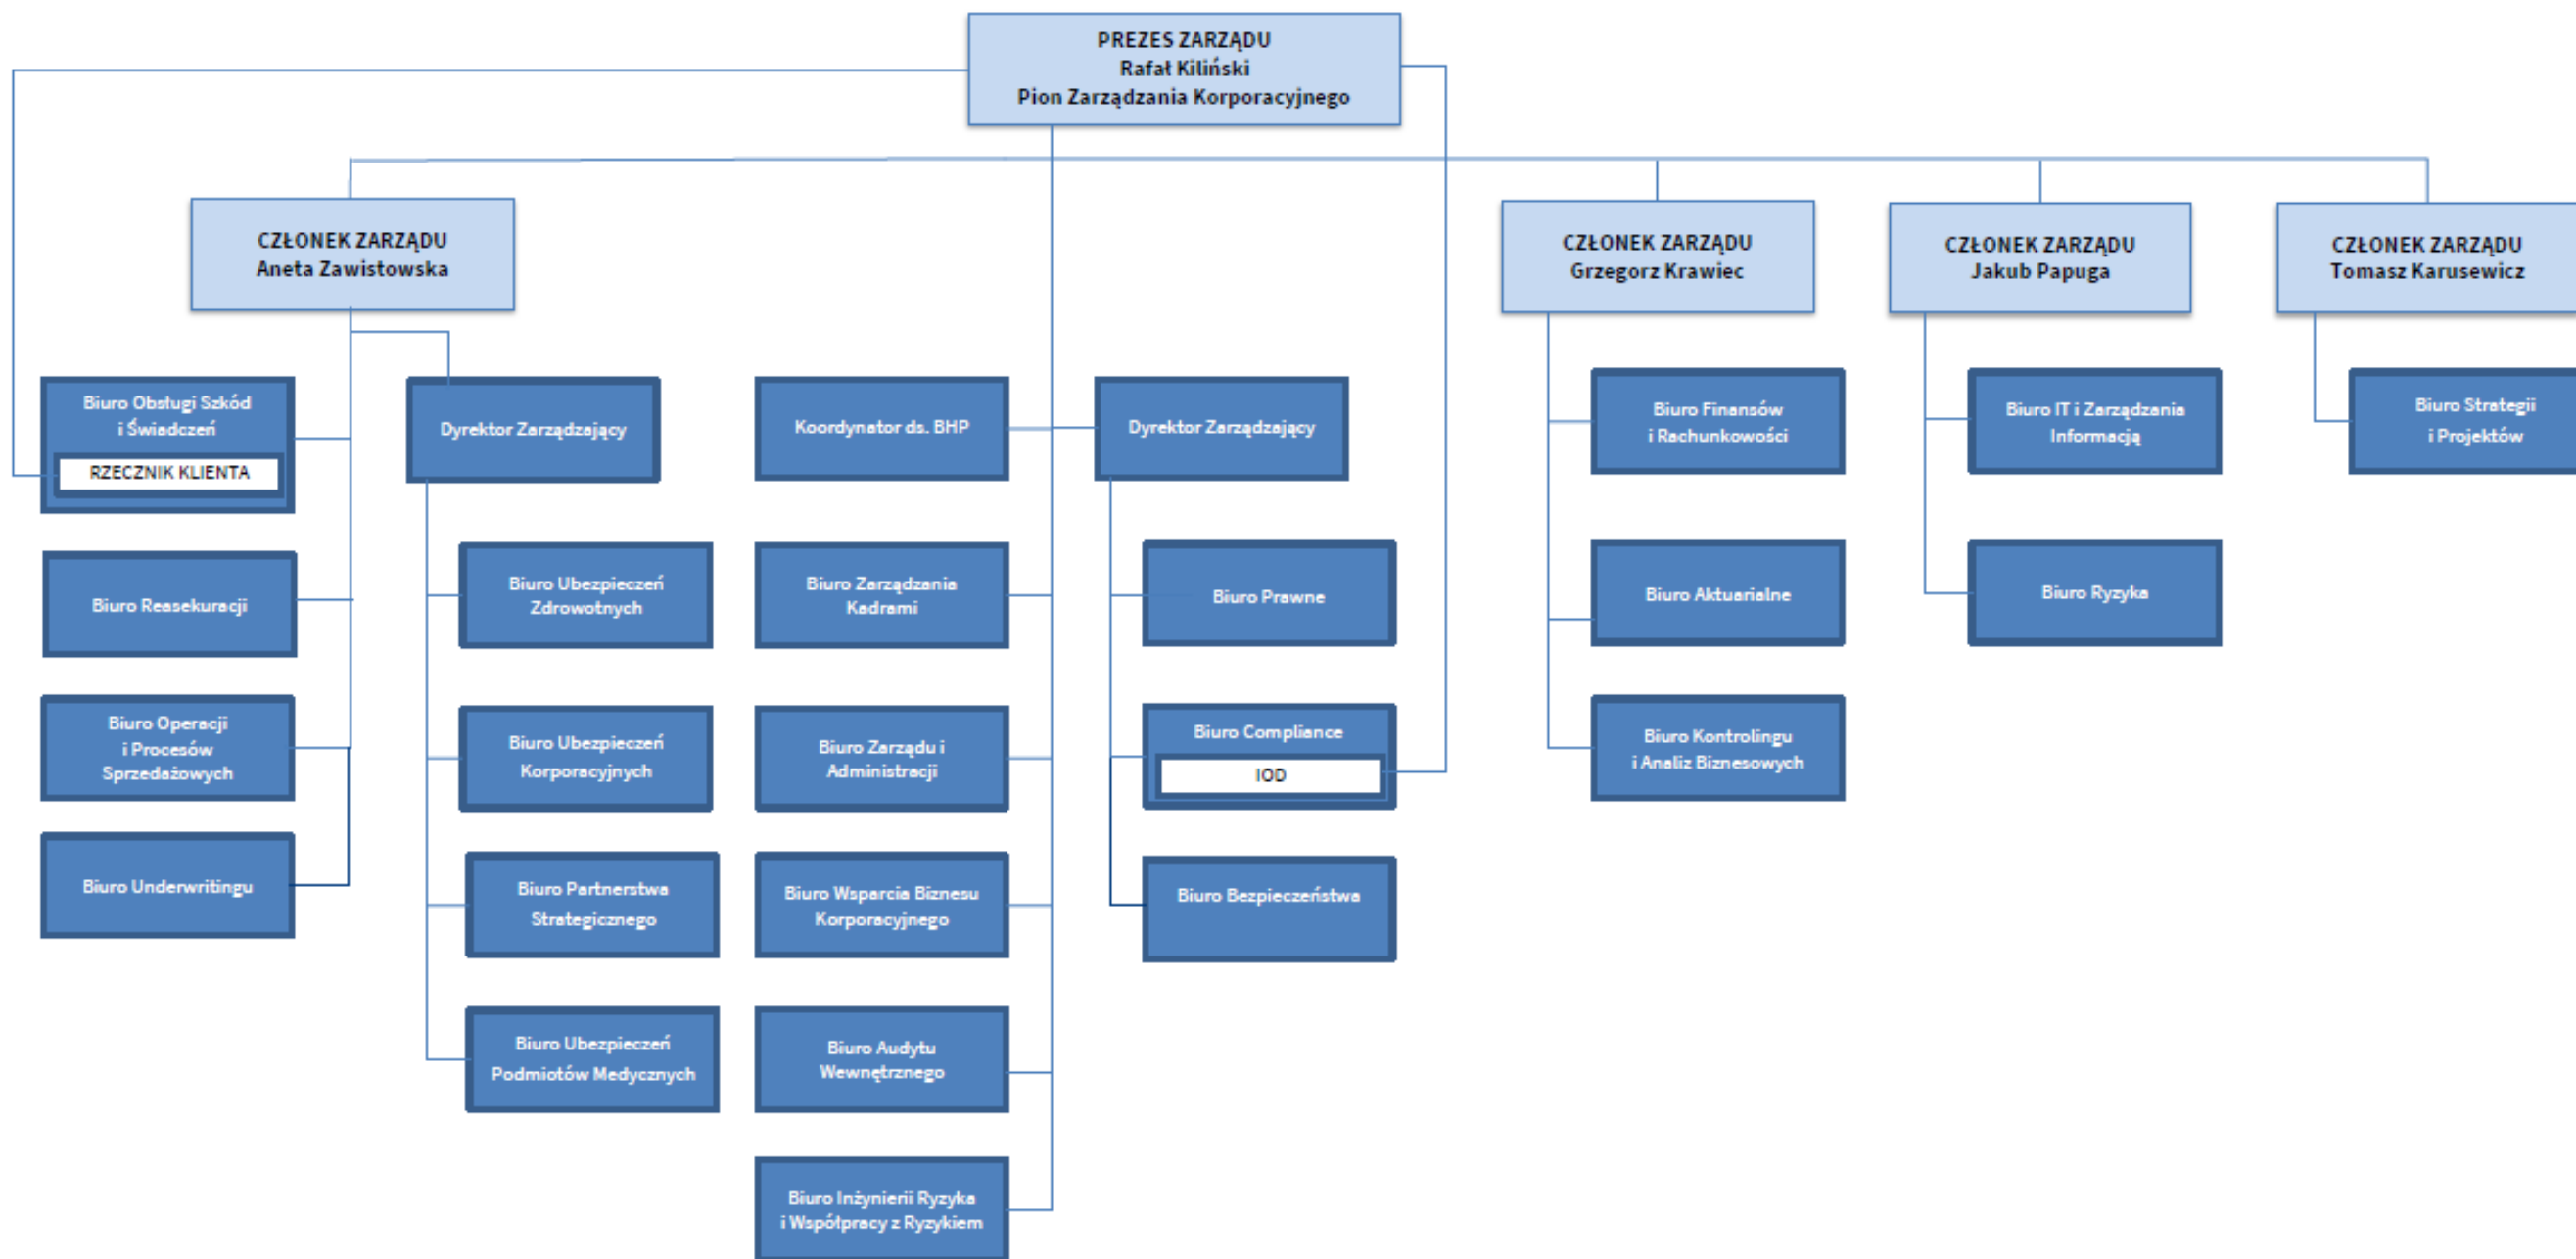 PREZES ZARZĄDU
Rafał Kiliński
Pion Zarządzania Korporacyjnego
CZŁONEK ZARZĄDU
Aneta Zawistowska
CZŁONEK ZARZĄDU
Grzegorz Krawiec
CZŁONEK ZARZĄDU
Jakub Papuga
CZŁONEK ZARZĄDU
Tomasz Karusewicz
Biuro Obsługi Szkód
i Świadczeń
RZECZNIK KLIENTA
Biuro Reasekuracji
Biuro Operacji
i Procesów
Sprzedażowych
Biuro Underwritingu
Dyrektor Zarządzający
Biuro Ubezpieczeń
Zdrowotnych
Biuro Ubezpieczeń
Korporacyjnych
Biuro Partnerstwa
Strategicznego
Biuro Ubezpieczeń
Podmiotów Medycznych
Koordynator ds. BHP
Biuro Zarządzania
Kadrami
Biuro Zarządu i
Administracji
Biuro Wsparcia Biznesu
Korporacyjnego
Biuro Audytu
Wewnętrznego
Biuro Inżynierii Ryzyka
i Współpracy z Ryzykiem
Dyrektor Zarządzający
Biuro Prawne
Biuro Compliance
IOD
Biuro Bezpieczeństwa
Biuro Finansów
i Rachunkowości
Biuro Aktuarialne
Biuro Kontrolingu
i Analiz Biznesowych
Biuro IT i Zarządzania
Informacją
Biuro Ryzyka
Biuro Strategii
i Projektów